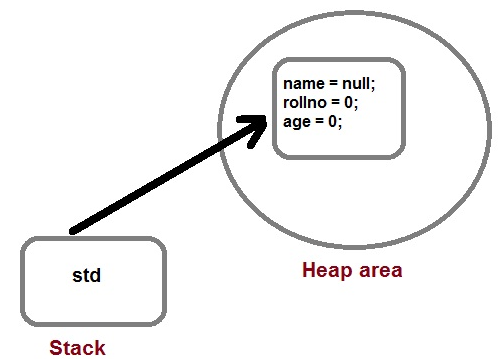 name = null;
rollno = 0;
age = 0;
Heap area
std
Stack